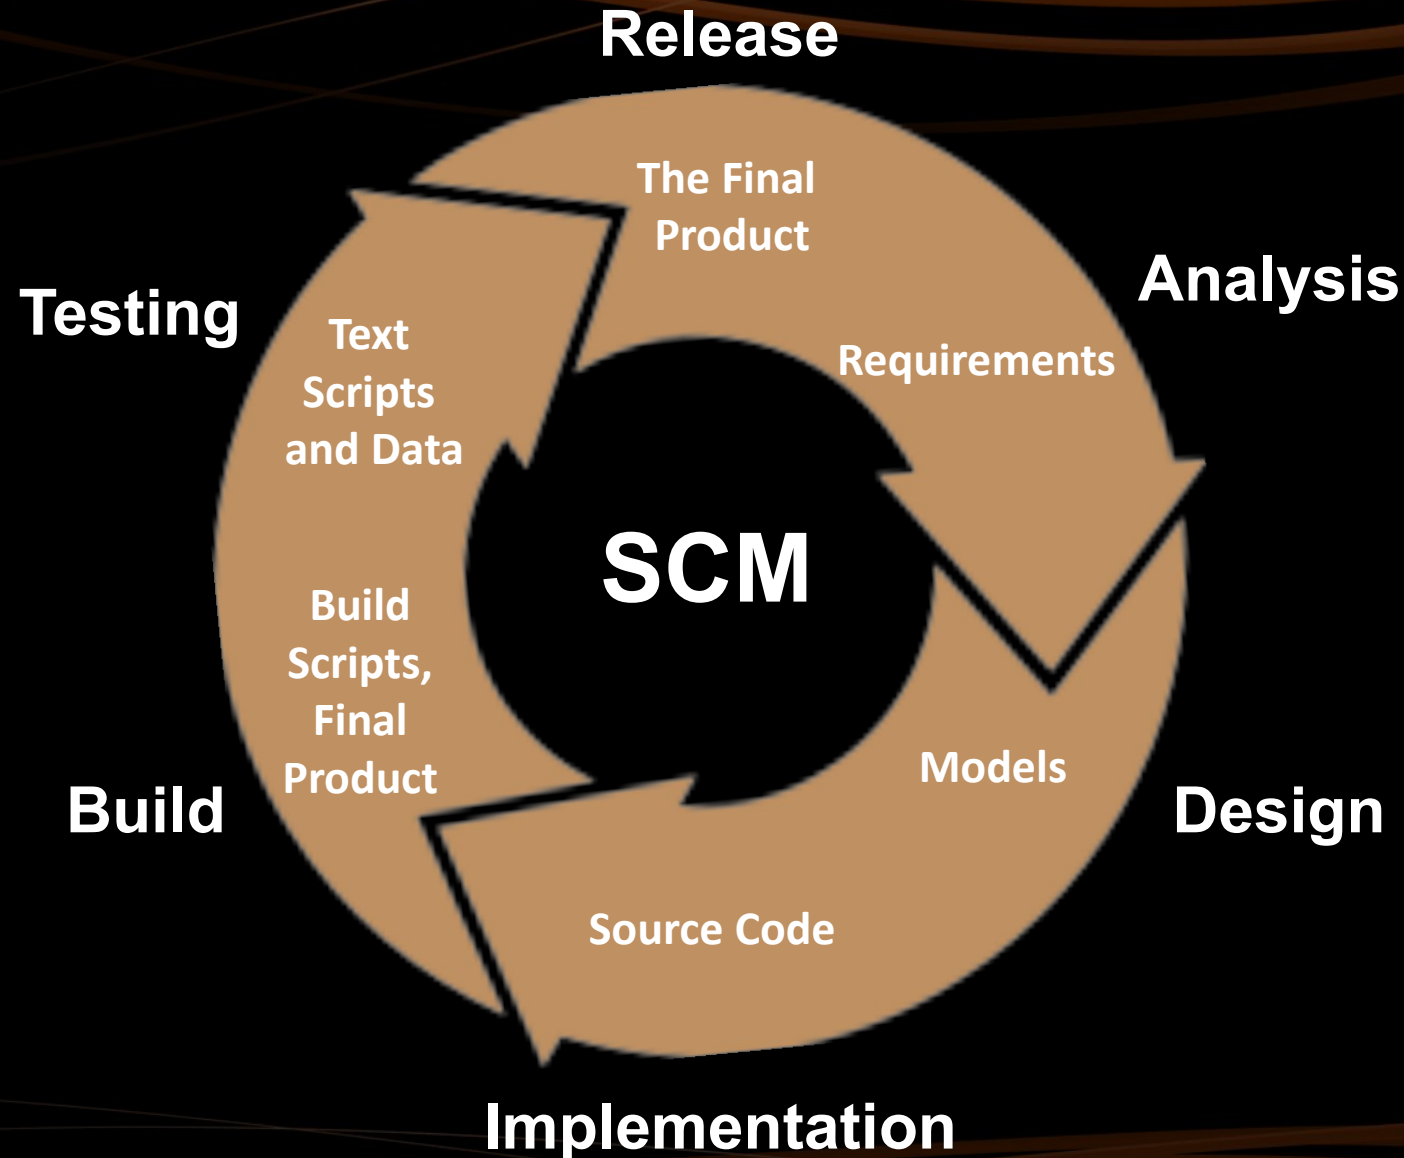 Release
The Final
Product
Analysis
Requirements
Testing
Text
Scripts
and Data
SCM
Build
Scripts,
Final
Product
Models
Build
Design
Source Code
Implementation